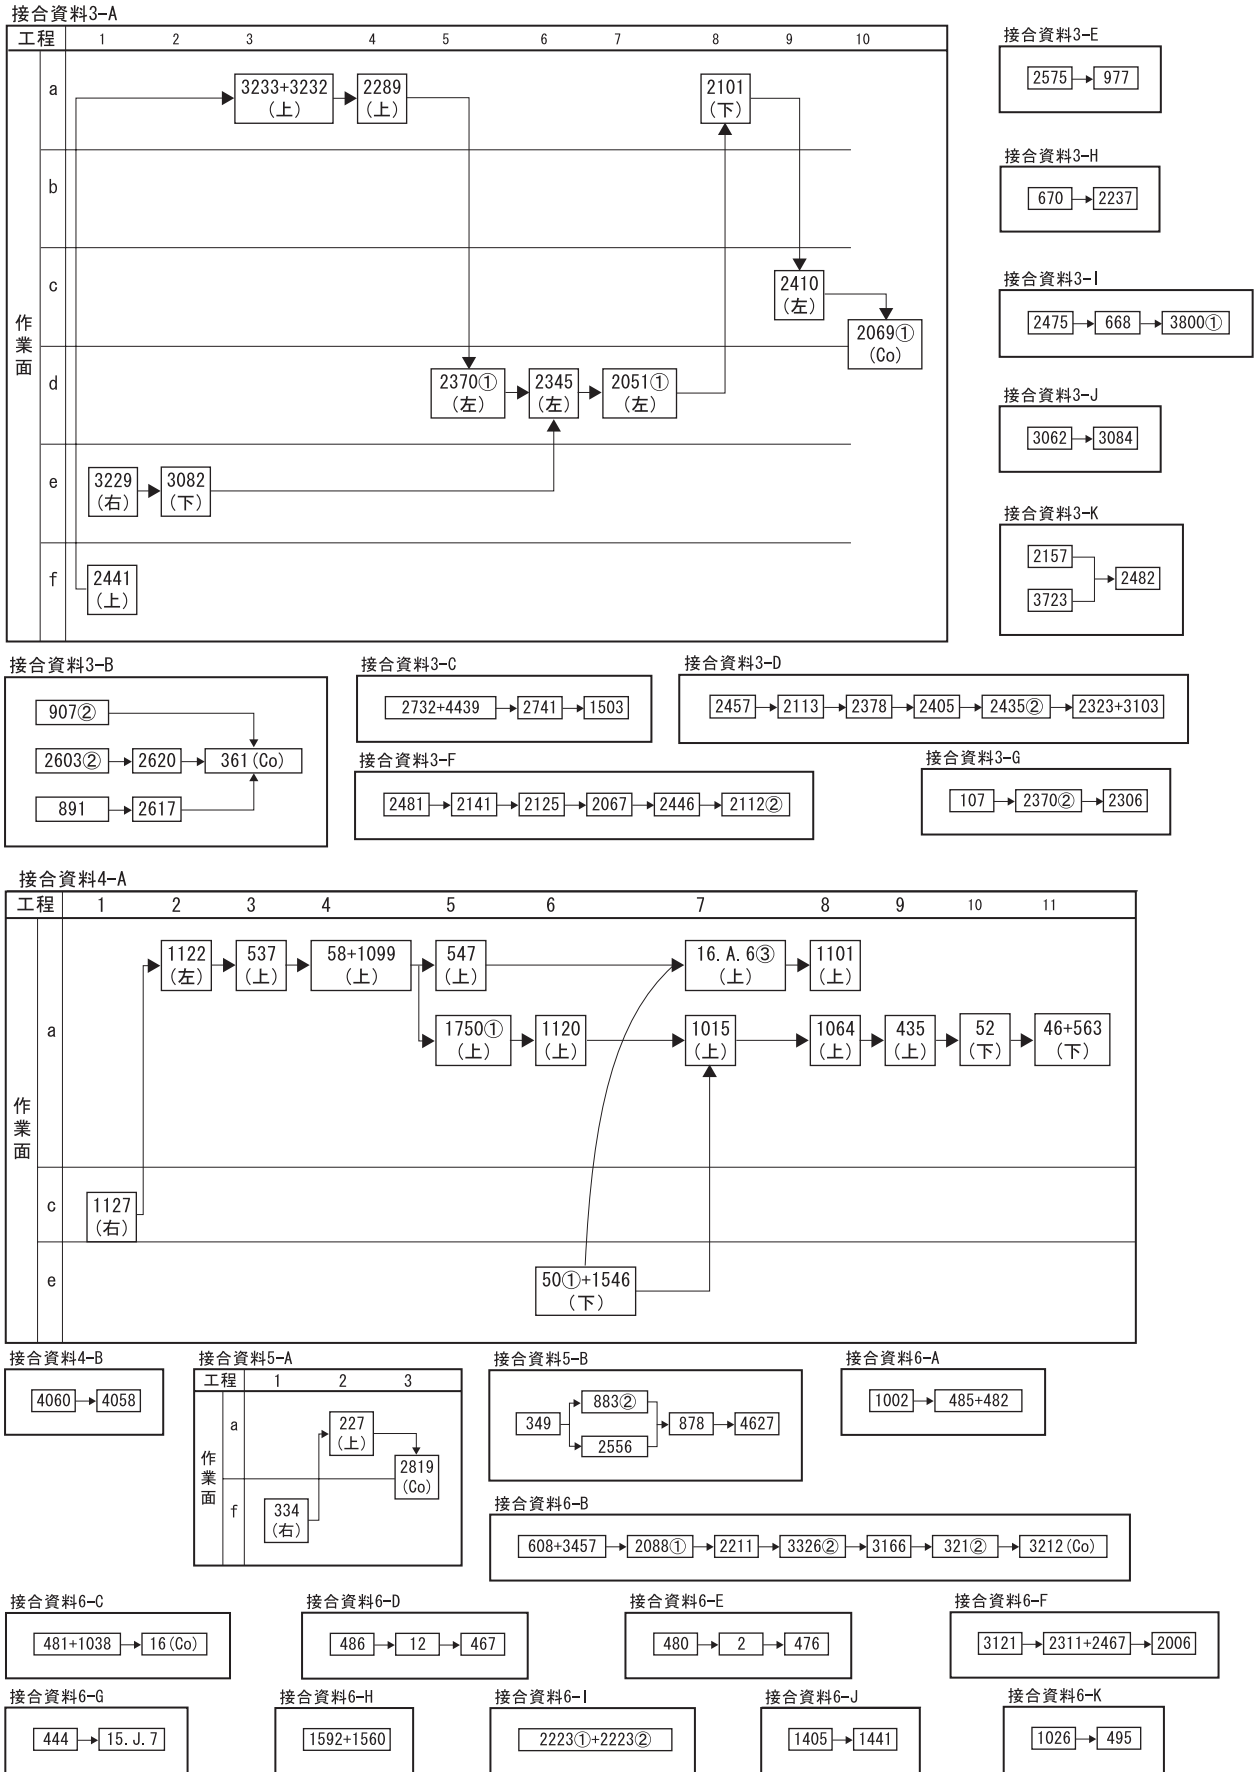 接合資料3-A
工程 1 2 3 4 5 6 7 8 9 10
作業面
a
3233+3232
(上)
2289
(上)
2101
(下)
b
c
2410
(左)
2069①
(Co)
d
2370①
(左)
2345
(左)
2051①
(左)
e
3229
(右)
3082
(下)
f
2441
(上)
接合資料3-E
2575 977
接合資料3-H
670 2237
接合資料3-I
2475 668 3800①
接合資料3-J
3062 3084
接合資料3-K
2157
3723
2482
接合資料3-B
907②
2603② 2620 361(Co)
891 2617
接合資料3-C
2732+4439 2741 1503
接合資料3-D
2457 2113 2378 2405 2435② 2323+3103
接合資料3-F
2481 2141 2125 2067 2446 2112②
接合資料3-G
107 2370② 2306
接合資料4-A
工程 1 2 3 4 5 6 7 8 9 10 11
作業面
a
1122
(左)
537
(上)
58+1099
(上)
547
(上)
16.A.6③
(上)
1101
(上)
1750①
(上)
1120
(上)
1015
(上)
1064
(上)
435
(上)
52
(下)
46+563
(下)
c
1127
(右)
e
50①+1546
(下)
接合資料4-B
4060 4058
接合資料5-A
工程 1 2 3
作業面
a
227
(上)
2819
(Co)
f
334
(右)
接合資料5-B
349
883②
2556
878 4627
接合資料6-A
1002 485+482
接合資料6-B
608+3457 2088① 2211 3326② 3166 321② 3212(Co)
接合資料6-C
481+1038 16(Co)
接合資料6-D
486 12 467
接合資料6-E
480 2 476
接合資料6-F
3121 2311+2467 2006
接合資料6-G
444 15.J.7
接合資料6-H
1592+1560
接合資料6-I
2223①+2223②
接合資料6-J
1405 1441
接合資料6-K
1026 495